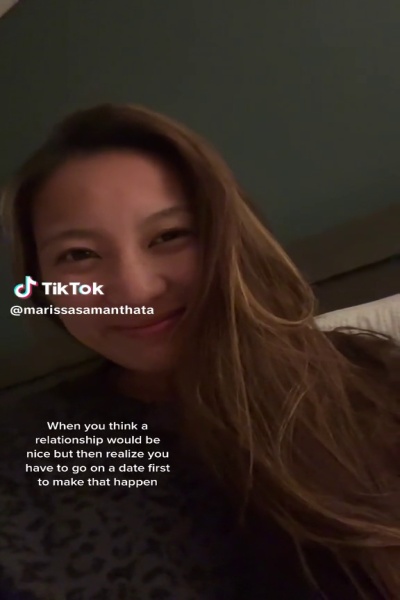 TikTok
@marissasamanthata
When you think a
relationship would be
nice but then realize you
have to go on a date first
to make that happen